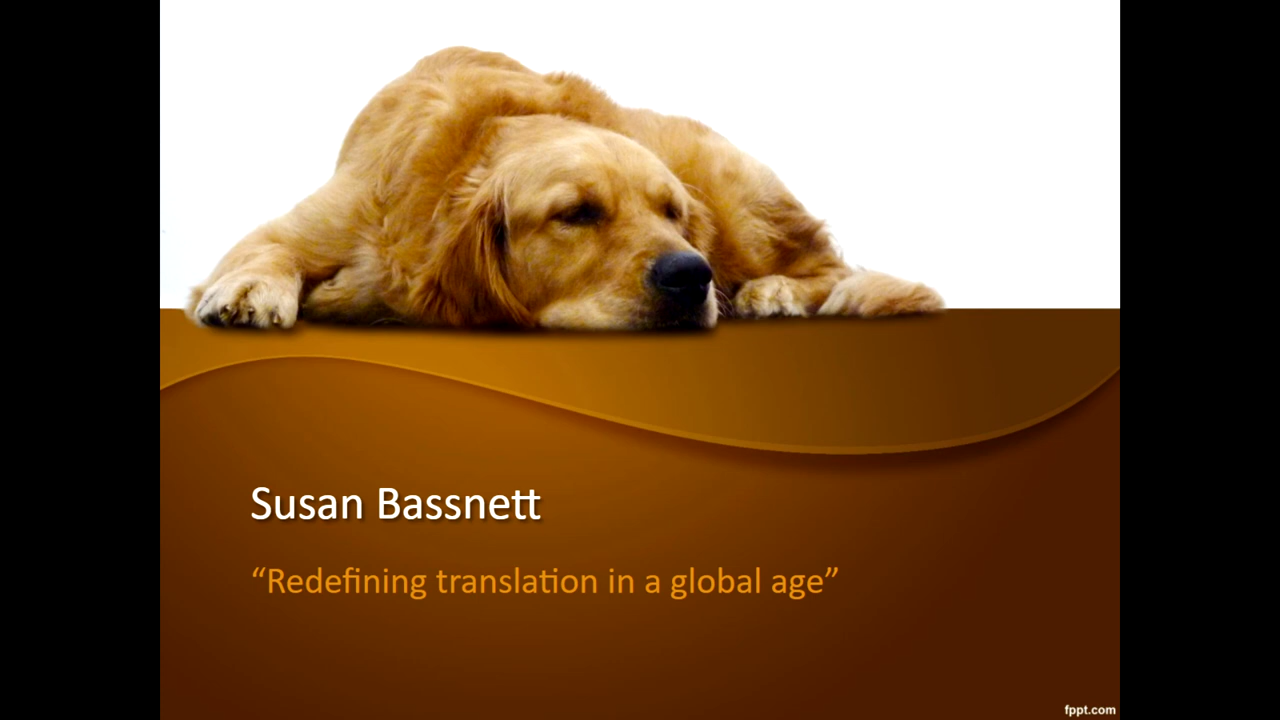 Susan Bassnett
“Redefining translation in a global age”
fppt.com